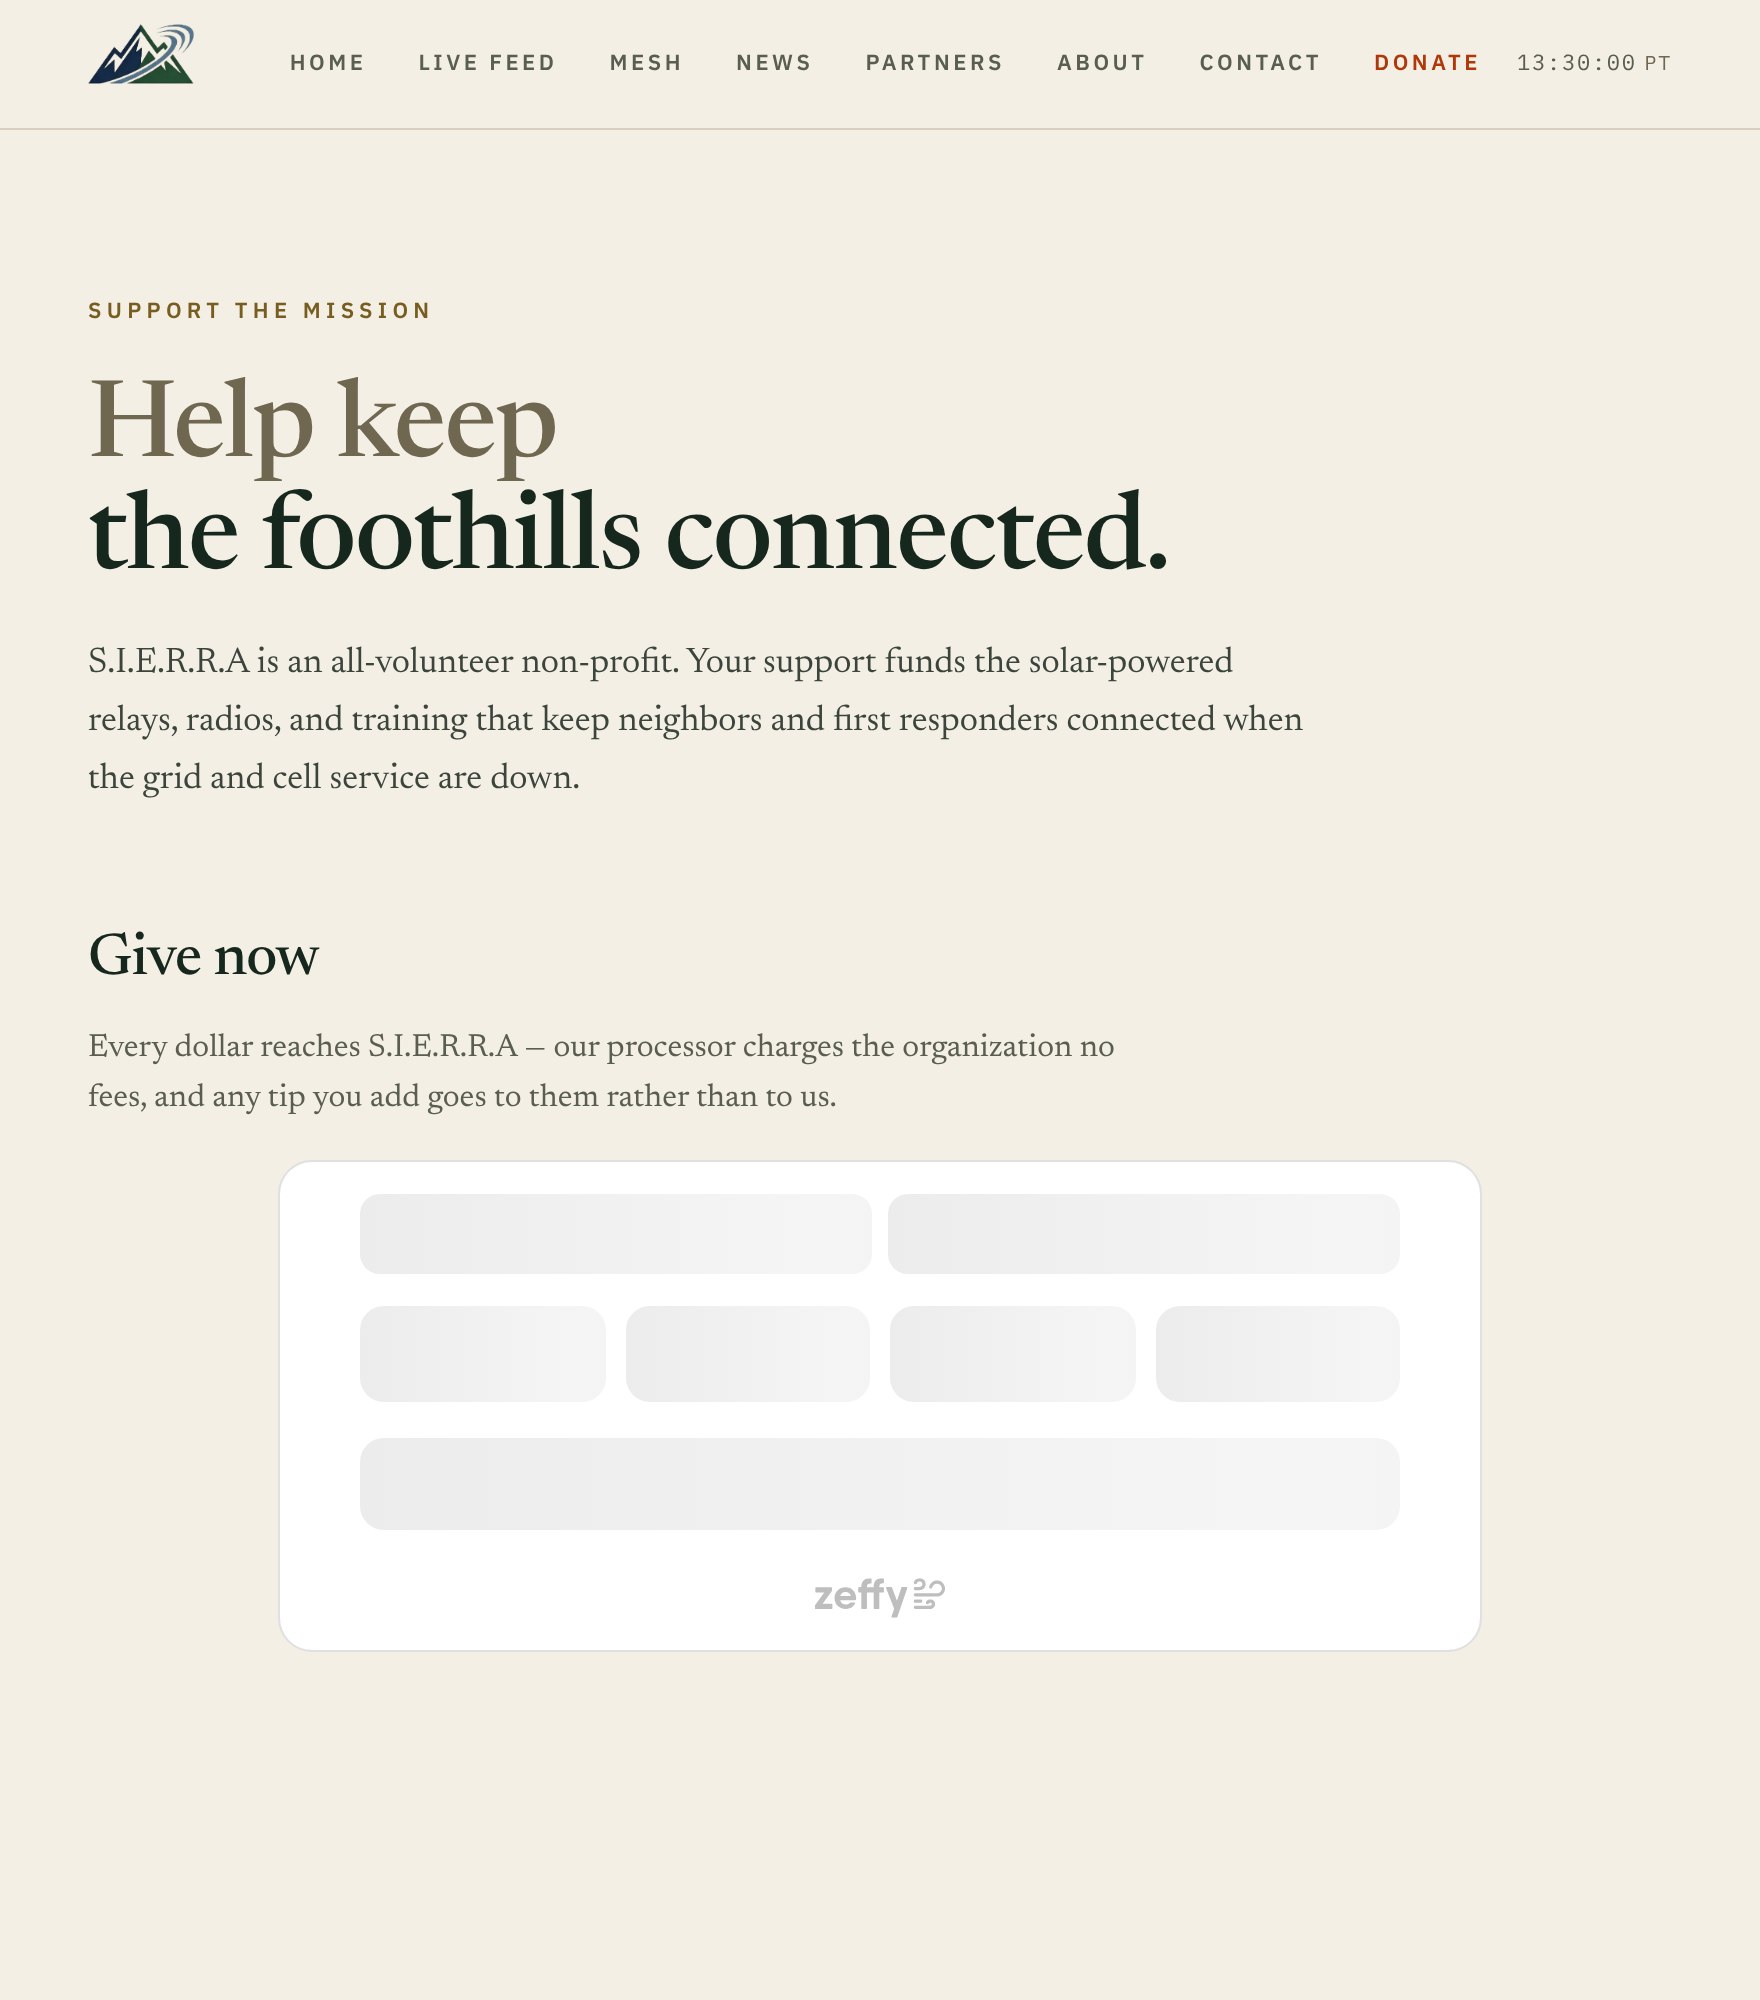 HOME LIVE FEED MESH NEWS PARTNERS ABOUT CONTACT DONATE 13:30:00 PT
SUPPORT THE MISSION
Help keep
the foothills connected.
S.I.E.R.R.A is an all-volunteer non-profit. Your support funds the solar-powered
relays, radios, and training that keep neighbors and first responders connected when
the grid and cell service are down.
Give now
Every dollar reaches S.I.E.R.R.A — our processor charges the organization no
fees, and any tip you add goes to them rather than to us.
zeffy